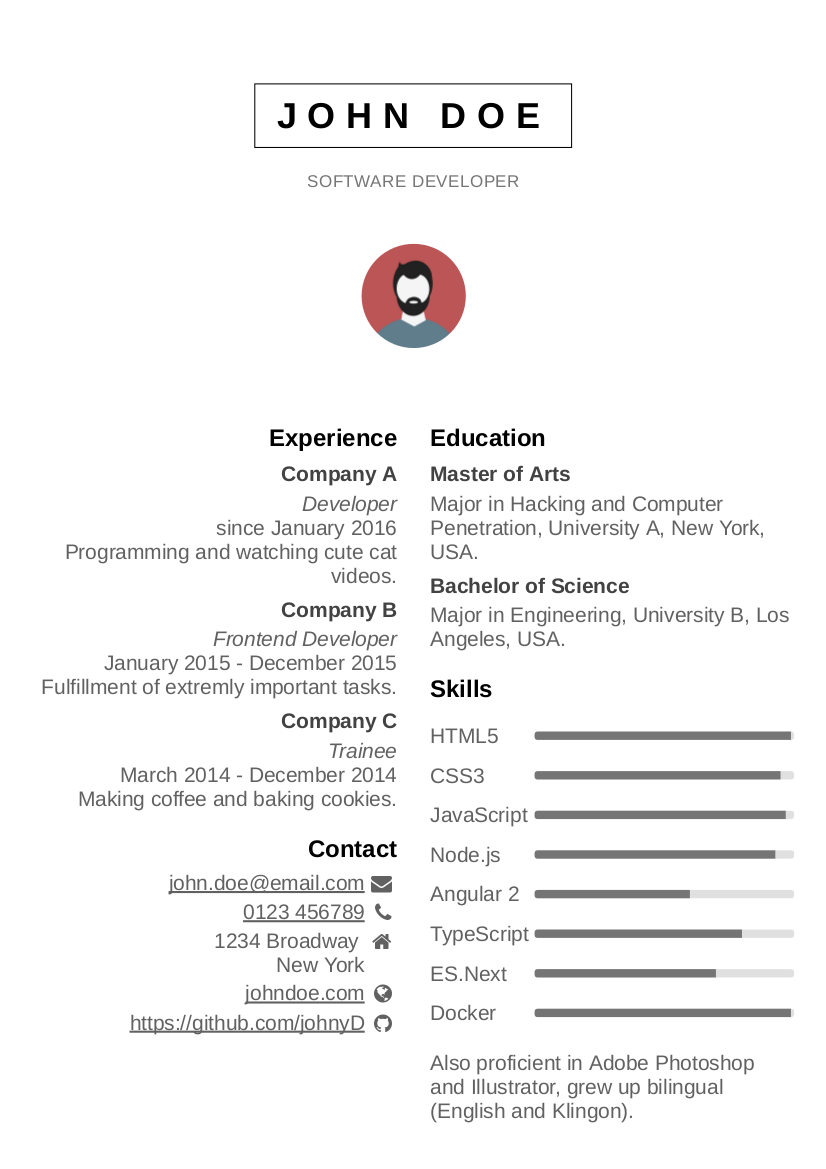 JOHN DOE
SOFTWARE DEVELOPER
Experience
Company A
Developer
since January 2016
Programming and watching cute cat
videos.
Company B
Frontend Developer
January 2015 - December 2015
Fulfillment of extremly important tasks.
Company C
Trainee
March 2014 - December 2014
Making coffee and baking cookies.
Contact
john.doe@email.com
0123 456789
1234 Broadway
New York
johndoe.com
https://github.com/johnyD
Education
Master of Arts
Major in Hacking and Computer
Penetration, University A, New York,
USA.
Bachelor of Science
Major in Engineering, University B, Los
Angeles, USA.
Skills
HTML5
CSS3
JavaScript
Node.js
Angular 2
TypeScript
ES.Next
Docker
Also proficient in Adobe Photoshop
and Illustrator, grew up bilingual
(English and Klingon).